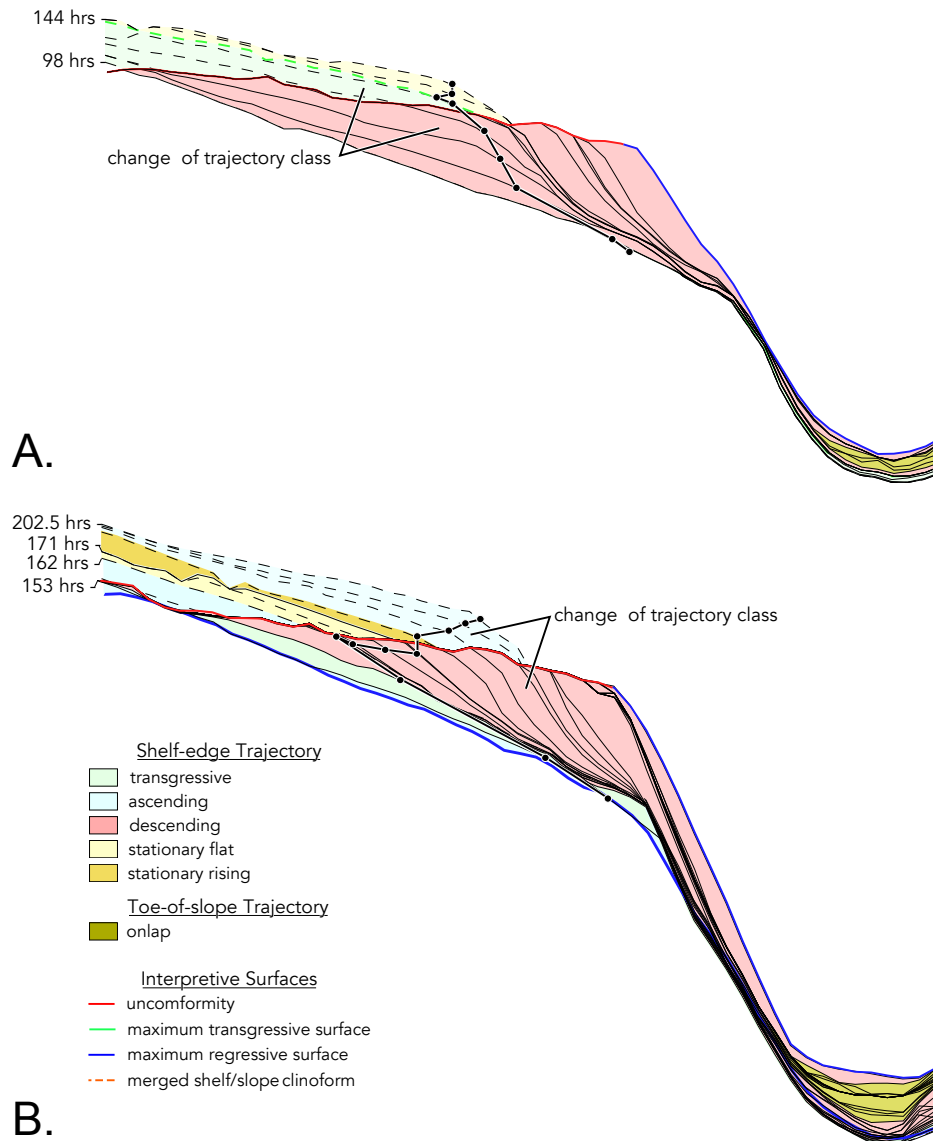 144 hrs
98 hrs
change of trajectory class
A.
202.5 hrs
171 hrs
162 hrs
153 hrs
change of trajectory class
Shelf-edge Trajectory
transgressive
ascending
descending
stationary flat
stationary rising
Toe-of-slope Trajectory
onlap
Interpretive Surfaces
uncomformity
maximum transgressive surface
maximum regressive surface
merged shelf/slope clinoform
B.